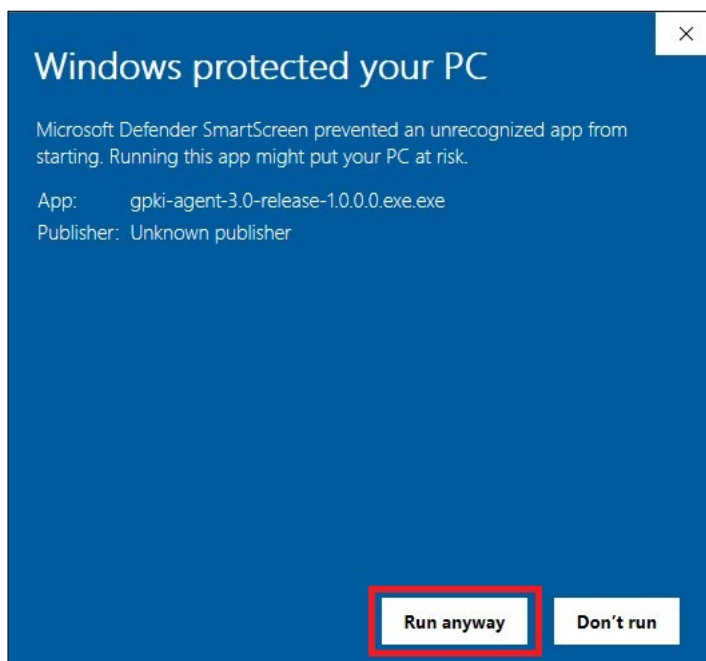 Windows protected your PC
Microsoft Defender SmartScreen prevented an unrecognized app from
starting. Running this app might put your PC at risk.
App: gpki-agent-3.0-release-1.0.0.0.exe.exe
Publisher: Unknown publisher
Run anyway
Don't run